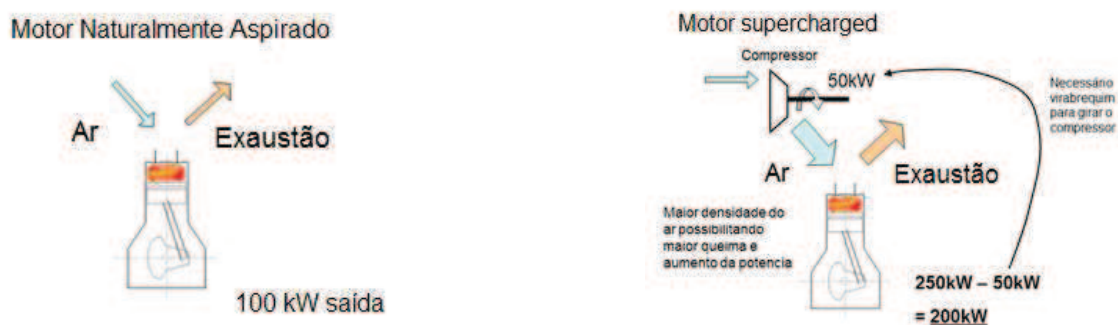 Motor Naturalmente Aspirado
Ar
Exaustão
100 kW saída
Motor supercharged
Compressor
50kW
Necessário
virabrequim
para girar o
compressor
Ar
Exaustão
Maior densidade do
ar possibilitando
maior queima e
aumento da potencia
250kW – 50kW
= 200kW